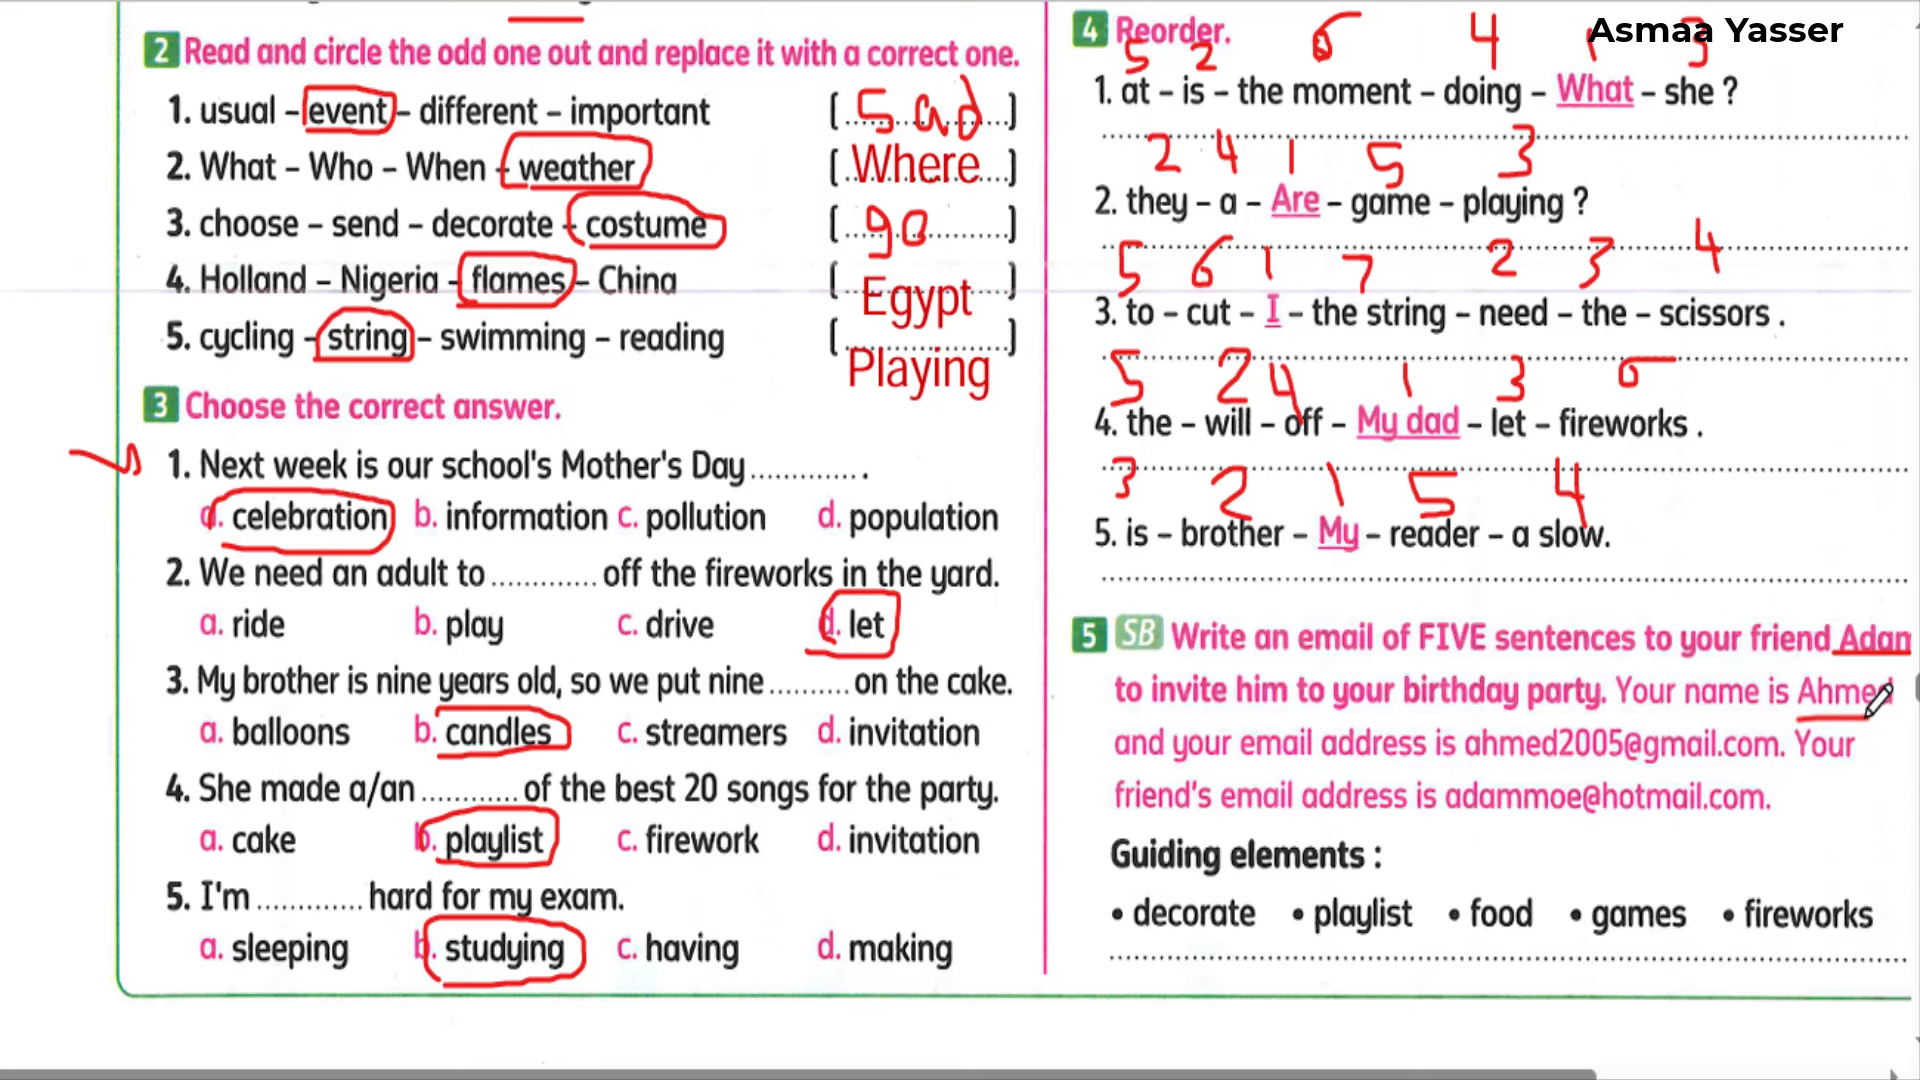 Asmaa Yasser
2 Read and circle the odd one out and replace it with a correct one.
1. usual – event – different – important [ Sad ]
2. What – Who – When – weather [ Where ]
3. choose – send – decorate – costume [ go ]
4. Holland – Nigeria – flames – China [ Egypt ]
5. cycling – string – swimming – reading [ Playing ]
3 Choose the correct answer.
1. Next week is our school's Mother's Day ............. .
a. celebration b. information c. pollution d. population
2. We need an adult to ............. off the fireworks in the yard.
a. ride b. play c. drive d. let
3. My brother is nine years old, so we put nine .......... on the cake.
a. balloons b. candles c. streamers d. invitation
4. She made a/an ............ of the best 20 songs for the party.
a. cake b. playlist c. firework d. invitation
5. I'm ............. hard for my exam.
a. sleeping b. studying c. having d. making
4 Reorder.
5 2 6 4 1 3
1. at – is – the moment – doing – What – she ?
2 4 1 5 3
2. they – a – Are – game – playing ?
5 6 1 7 2 3 4
3. to – cut – I – the string – need – the – scissors .
5 2 4 1 3 6
4. the – will – off – My dad – let – fireworks .
3 2 1 5 4
5. is – brother – My – reader – a slow.
5 SB Write an email of FIVE sentences to your friend Adam
to invite him to your birthday party. Your name is Ahmed
and your email address is ahmed2005@gmail.com. Your
friend's email address is adammoe@hotmail.com.
Guiding elements :
• decorate • playlist • food • games • fireworks